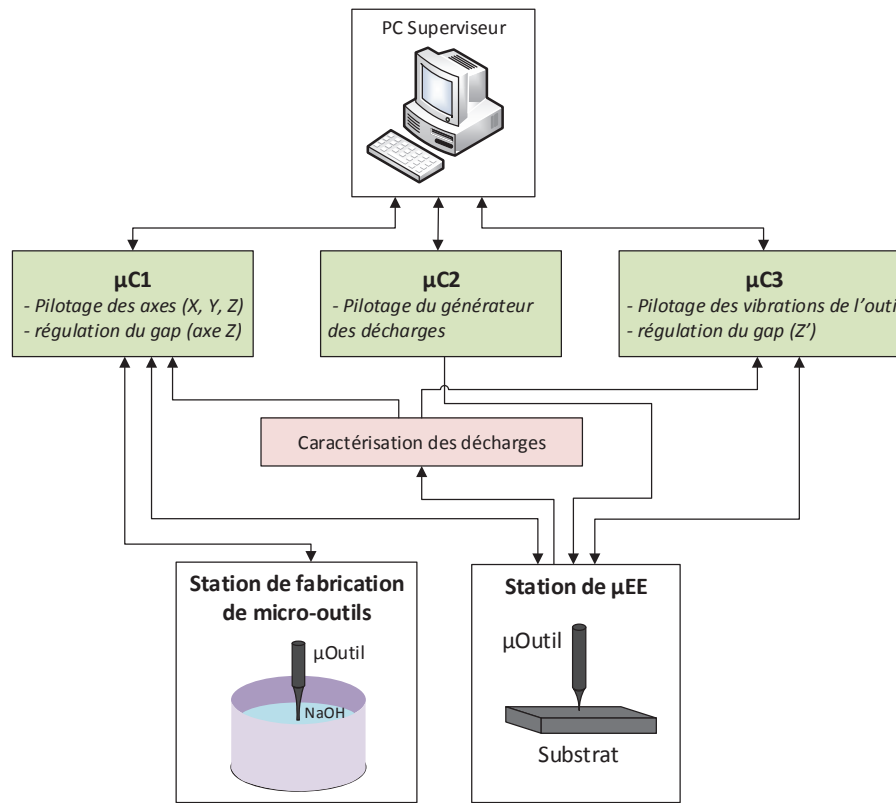 PC Superviseur
µC1
- Pilotage des axes (X, Y, Z)
- régulation du gap (axe Z)
µC2
- Pilotage du générateur
des décharges
µC3
- Pilotage des vibrations de l’outi
- régulation du gap (Z’)
Caractérisation des décharges
Station de fabrication
de micro-outils
µOutil
NaOH
Station de µEE
µOutil
Substrat